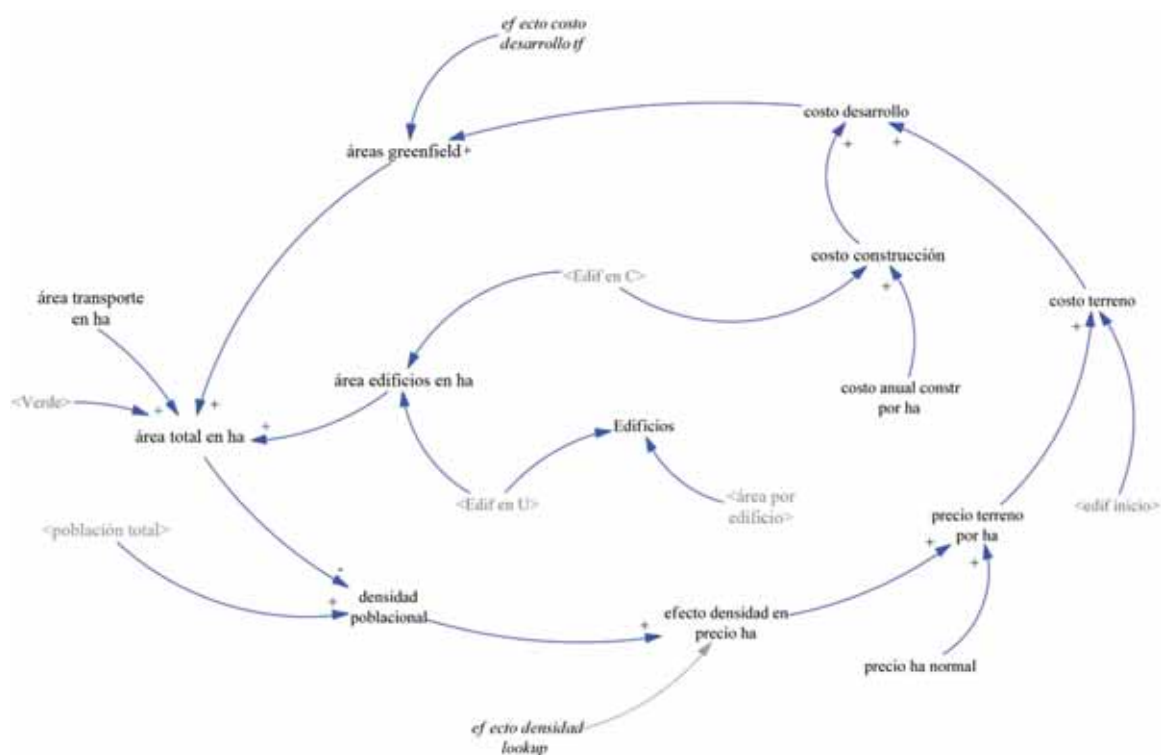 ef ecto costo
desarrollo tf
costo desarrollo
+
+
áreas greenfield+
costo construcción
+
<Edif en C>
área transporte
en ha
costo terreno
+
área edificios en ha
costo anual constr
por ha
<Verde>
+
+
área total en ha
+
Edificios
<Edif en U>
<área por
edificio>
<edif inicio>
precio terreno
por ha
+
+
<población total>
-
+
densidad
poblacional
+
efecto densidad en
precio ha
precio ha normal
ef ecto densidad
lookup